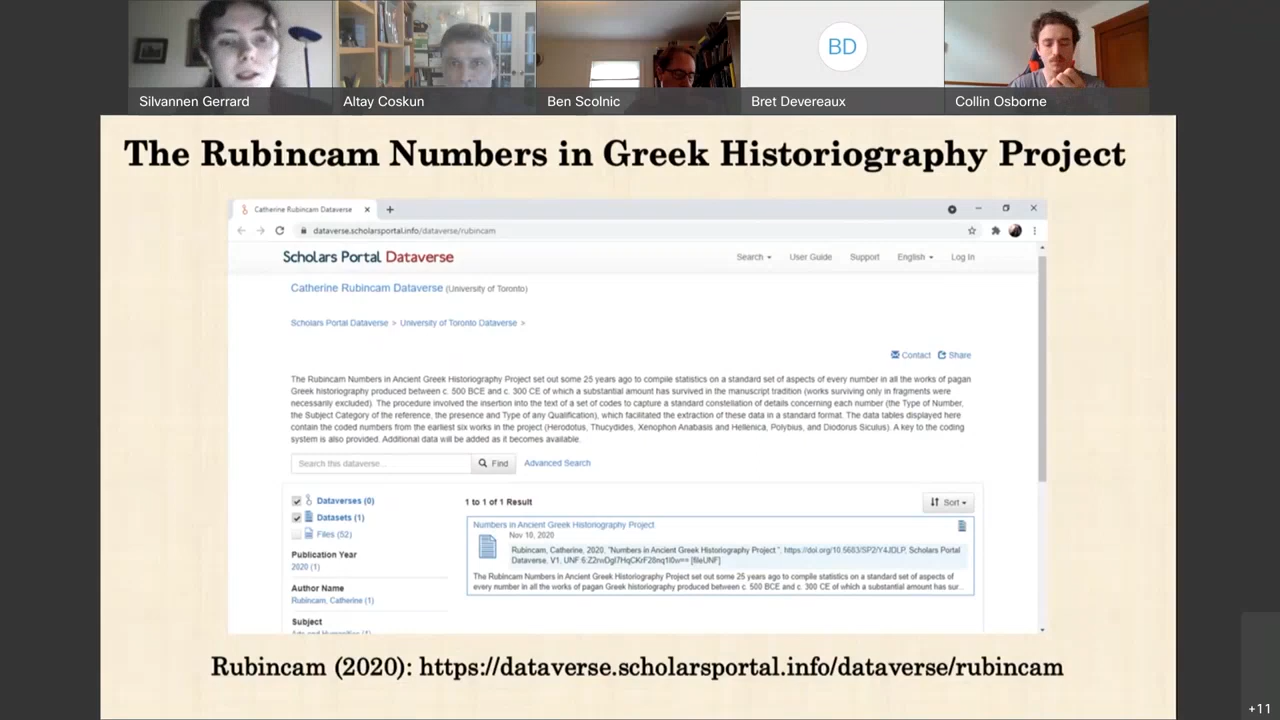 Silvannen Gerrard
Altay Coskun
Ben Scolnic
BD
Bret Devereaux
Collin Osborne
The Rubincam Numbers in Greek Historiography Project
Catherine Rubincam Dataverse
dataverse.scholarsportal.info/dataverse/rubincam
Scholars Portal Dataverse
Search
User Guide
Support
English
Log In
Catherine Rubincam Dataverse (University of Toronto)
Scholars Portal Dataverse > University of Toronto Dataverse >
Contact
Share
The Rubincam Numbers in Ancient Greek Historiography Project set out some 25 years ago to compile statistics on a standard set of aspects of every number in all the works of pagan
Greek historiography produced between c. 500 BCE and c. 300 CE of which a substantial amount has survived in the manuscript tradition (works surviving only in fragments were
necessarily excluded). The procedure involved the insertion into the text of a set of codes to capture a standard constellation of details concerning each number (the Type of Number,
the Subject Category of the reference, the presence and Type of any Qualification), which facilitated the extraction of these data in a standard format. The data tables displayed here
contain the coded numbers from the earliest six works in the project (Herodotus, Thucydides, Xenophon Anabasis and Hellenica, Polybius, and Diodorus Siculus). A key to the coding
system is also provided. Additional data will be added as it becomes available.
Search this dataverse...
Find
Advanced Search
Dataverses (0)
Datasets (1)
Files (52)
Publication Year
2020 (1)
Author Name
Rubincam, Catherine (1)
Subject
Arts and Humanities (1)
1 to 1 of 1 Result
Sort
Numbers in Ancient Greek Historiography Project
Nov 10, 2020
Rubincam, Catherine, 2020, "Numbers in Ancient Greek Historiography Project ", https://doi.org/10.5683/SP2/Y4JDLP, Scholars Portal
Dataverse, V1, [fileUNF]
The Rubincam Numbers in Ancient Greek Historiography Project set out some 25 years ago to compile statistics on a standard set of aspects of
every number in all the works of pagan Greek historiography produced between c. 500 BCE and c. 300 CE of which a substantial amount has sur...
Rubincam (2020): https://dataverse.scholarsportal.info/dataverse/rubincam
+11